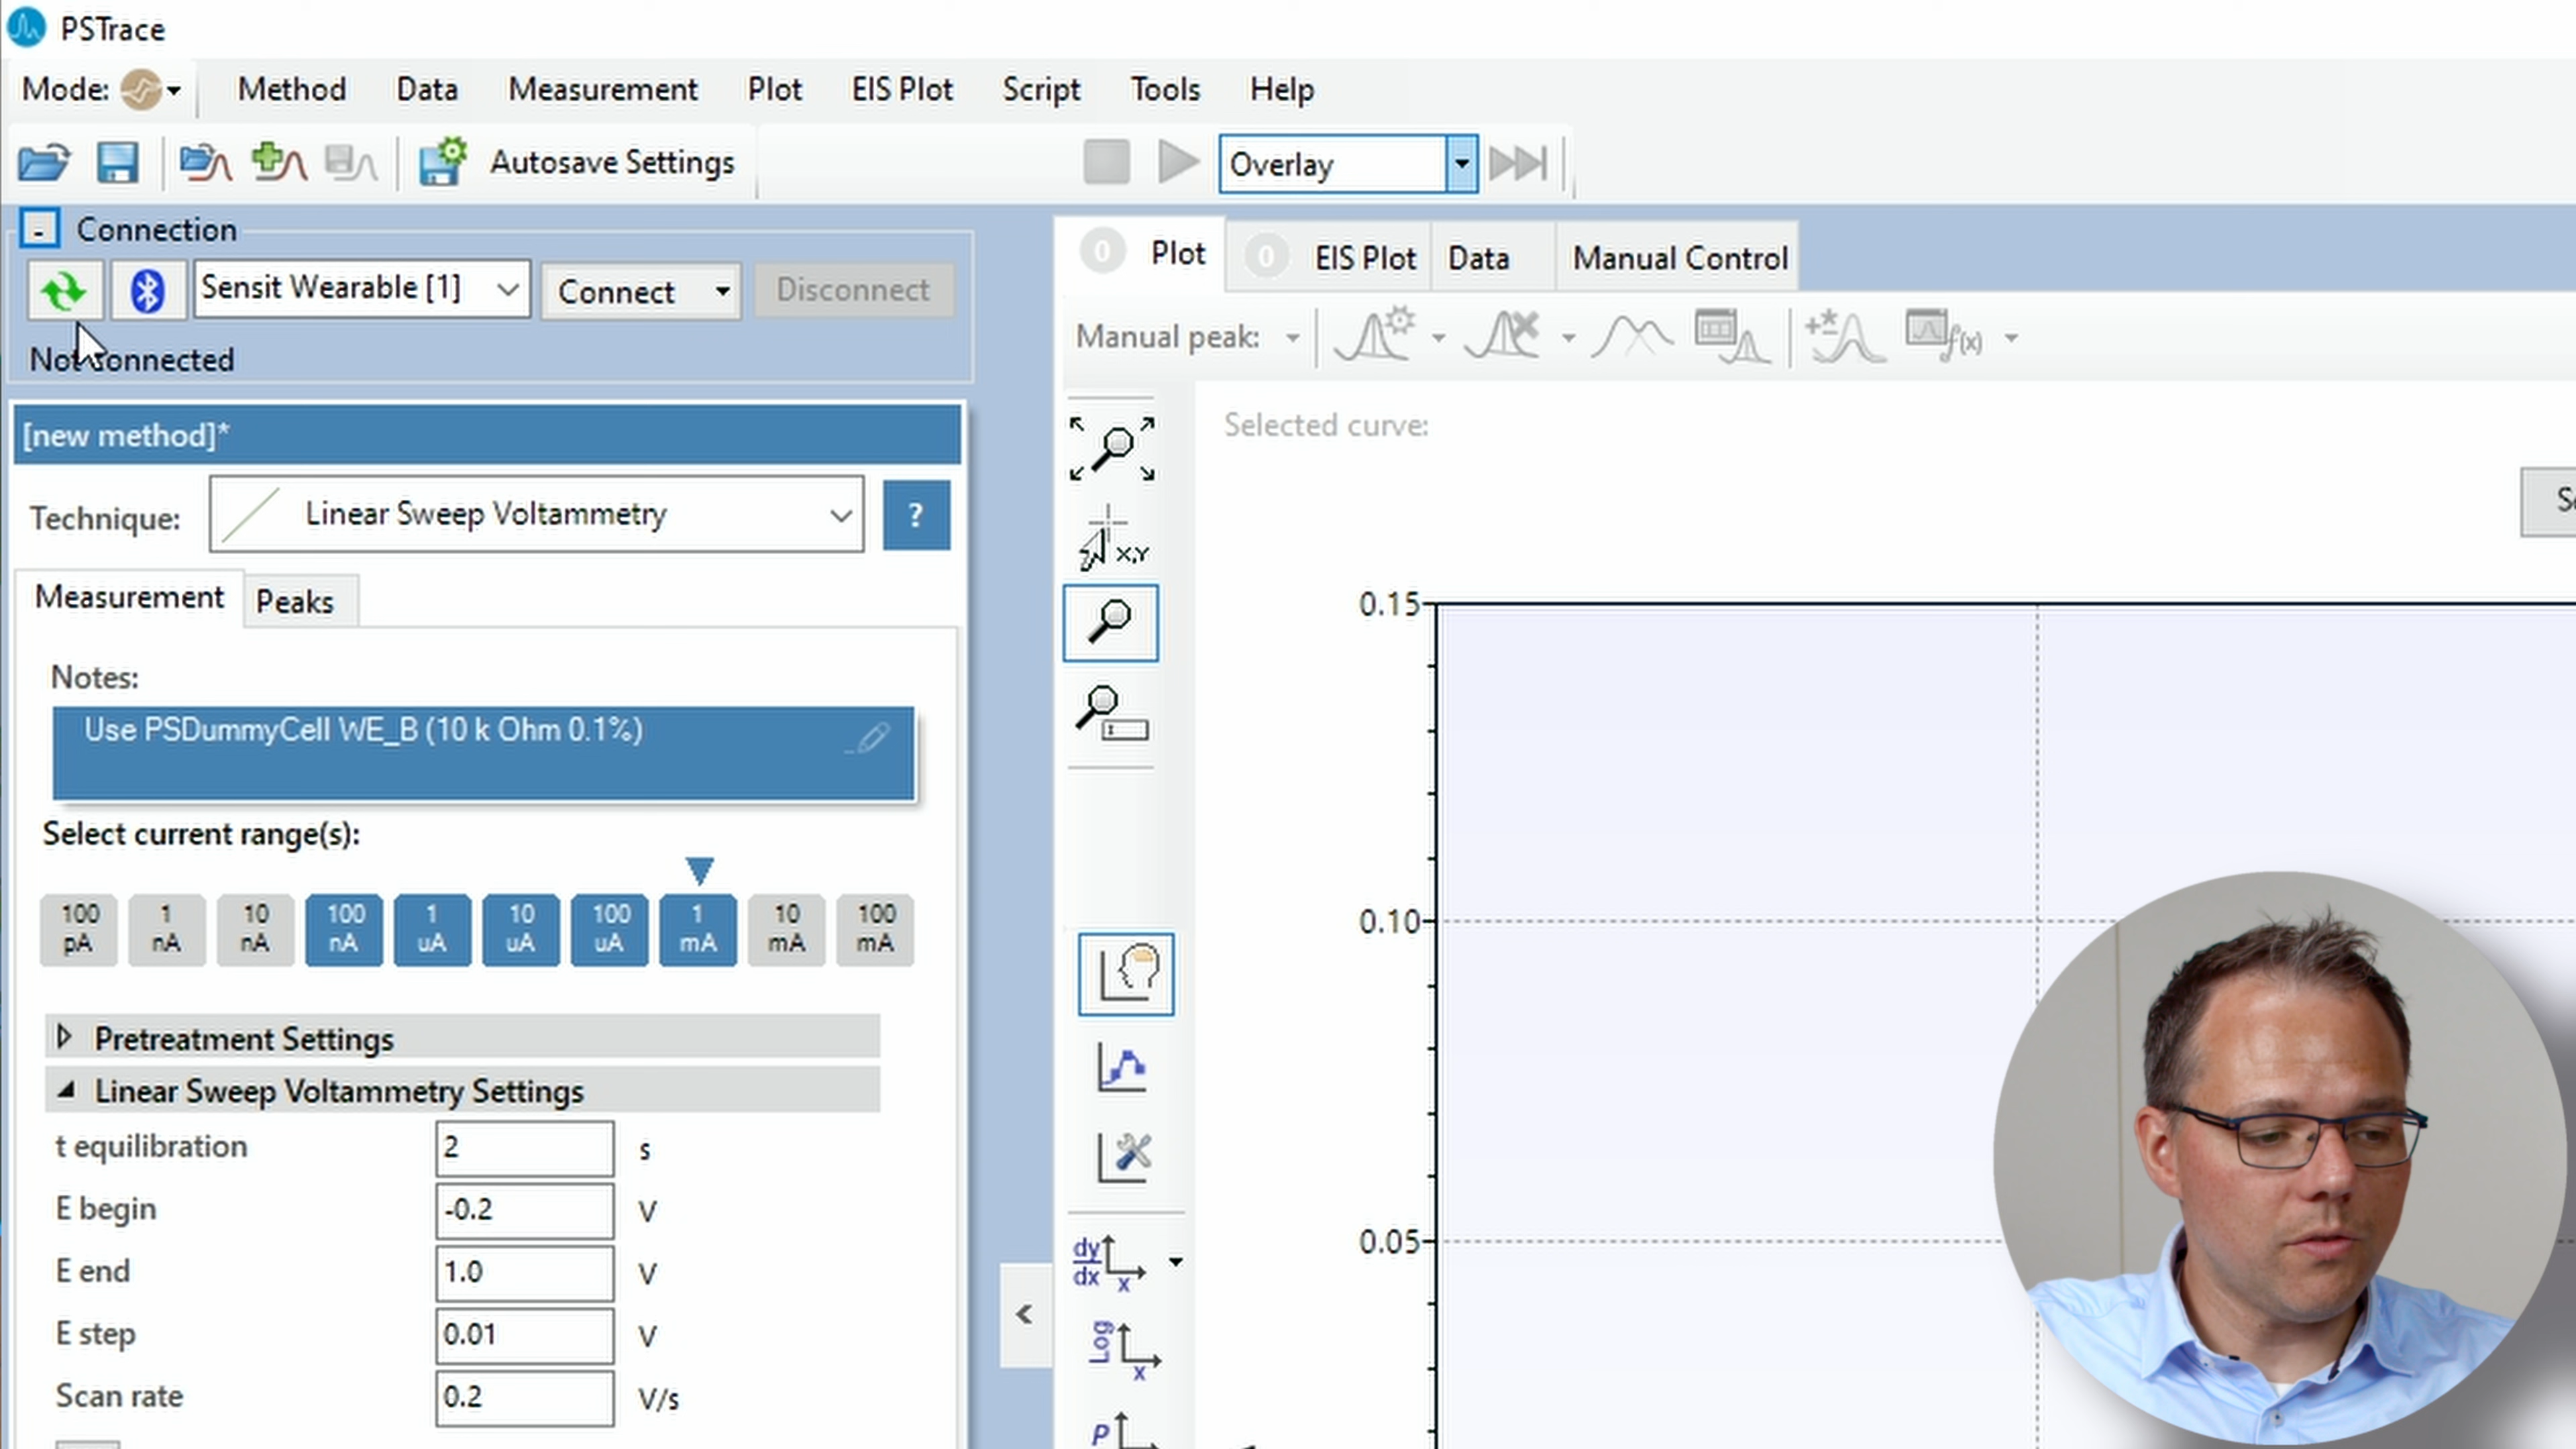 PSTrace
Mode: Method Data Measurement Plot EIS Plot Script Tools Help
Autosave Settings Overlay
- Connection
0 Plot 0 EIS Plot Data Manual Control
Sensit Wearable [1] Connect Disconnect
Manual peak: f(x)
Selected curve:
[new method]*
Technique: Linear Sweep Voltammetry ?
X,Y
Measurement Peaks
0.15
Notes:
Use PSDummyCell WE_B (10 k Ohm 0.1%)
Select current range(s):
100 pA 1 nA 10 nA 100 nA 1 uA 10 uA 100 uA 1 mA 10 mA 100 mA
0.10
Pretreatment Settings
Linear Sweep Voltammetry Settings
t equilibration 2 s
E begin -0.2 V
0.05
E end 1.0 V
dy dx x
E step 0.01 V
Log x
Scan rate 0.2 V/s
P